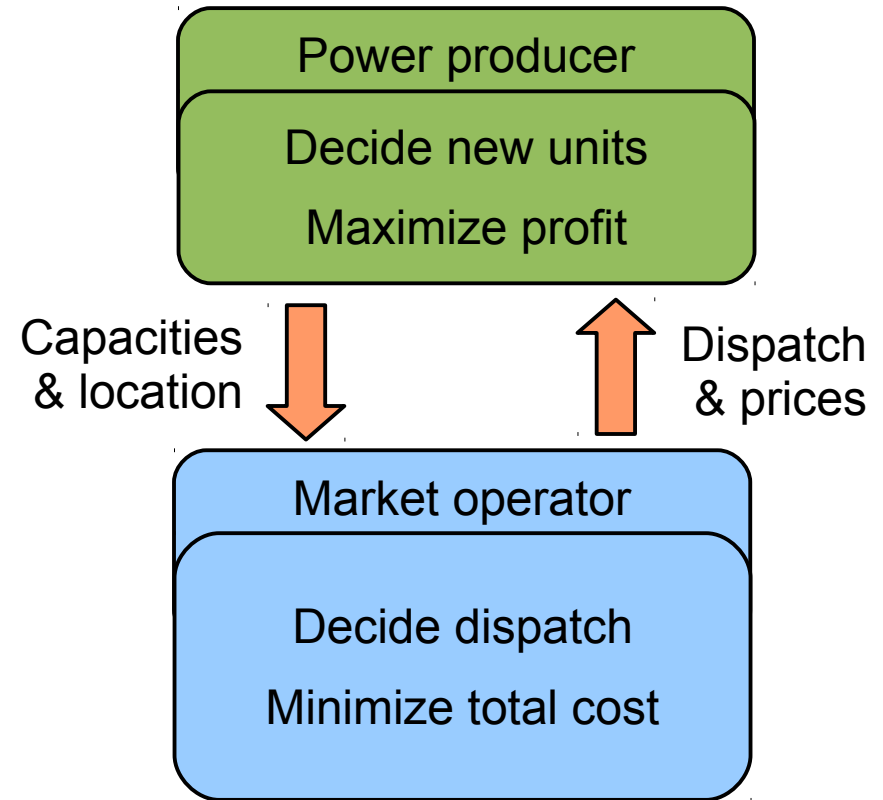 Power producer
Decide new units
Maximize profit
Capacities
& location
Dispatch
& prices
Market operator
Decide dispatch
Minimize total cost